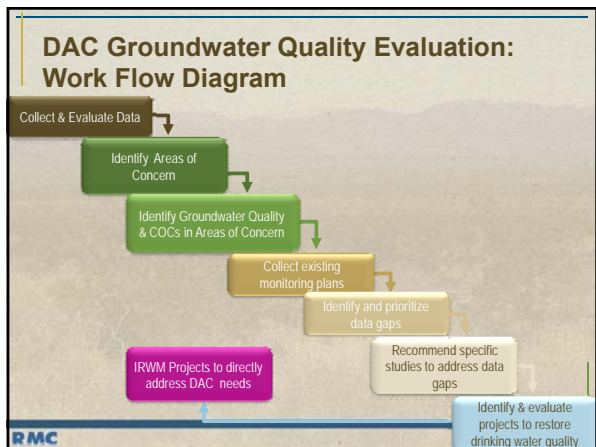 DAC Groundwater Quality Evaluation:
Work Flow Diagram
Collect & Evaluate Data
Identify Areas of
Concern
Identify Groundwater Quality
& COCs in Areas of Concern
Collect existing
monitoring plans
Identify and prioritize
data gaps
Recommend specific
studies to address data
gaps
Identify & evaluate
projects to restore
drinking water quality
IRWM Projects to directly
address DAC needs
RMC